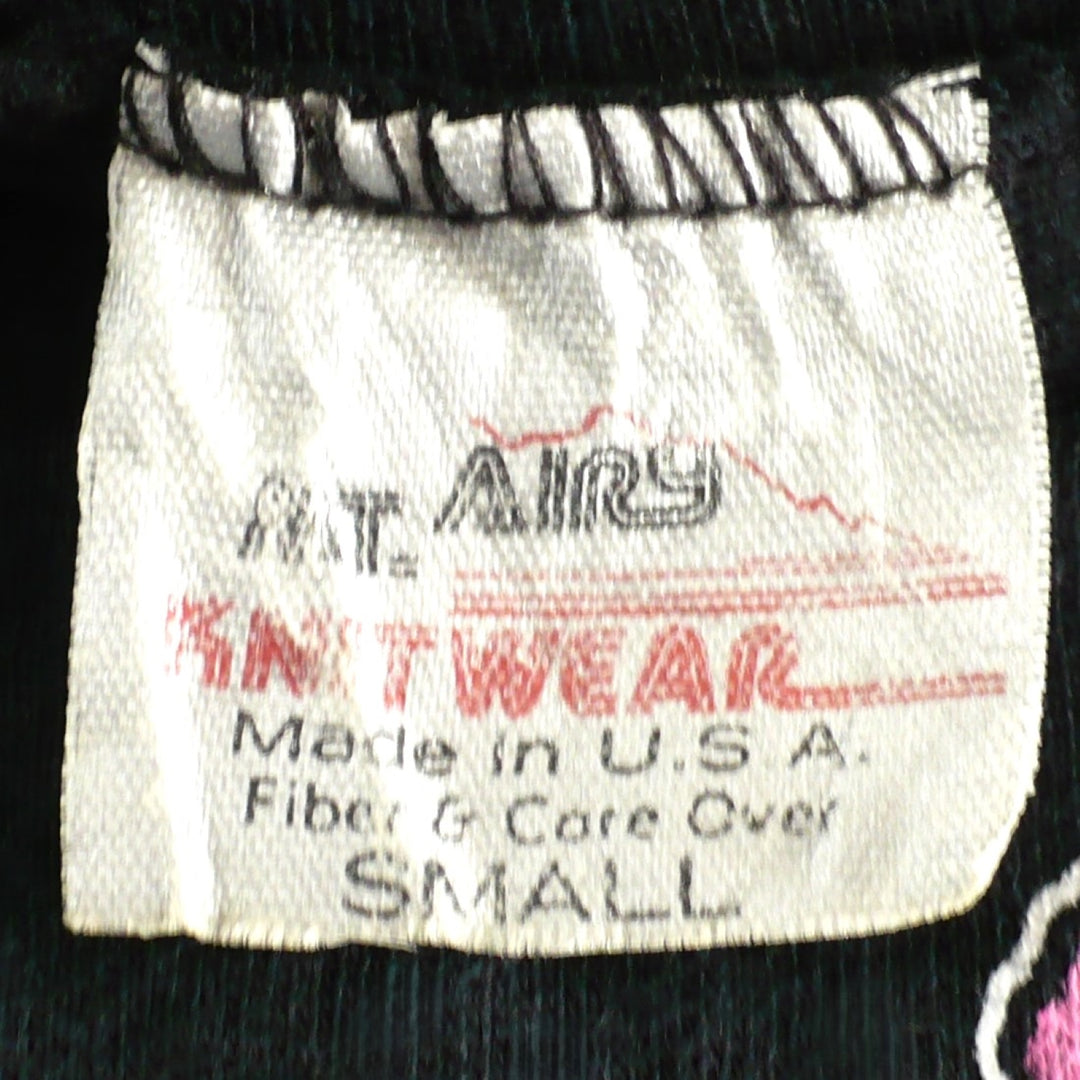 MT. AIRY
KNITWEAR
Made in U.S.A.
Fiber & Care Over
SMALL